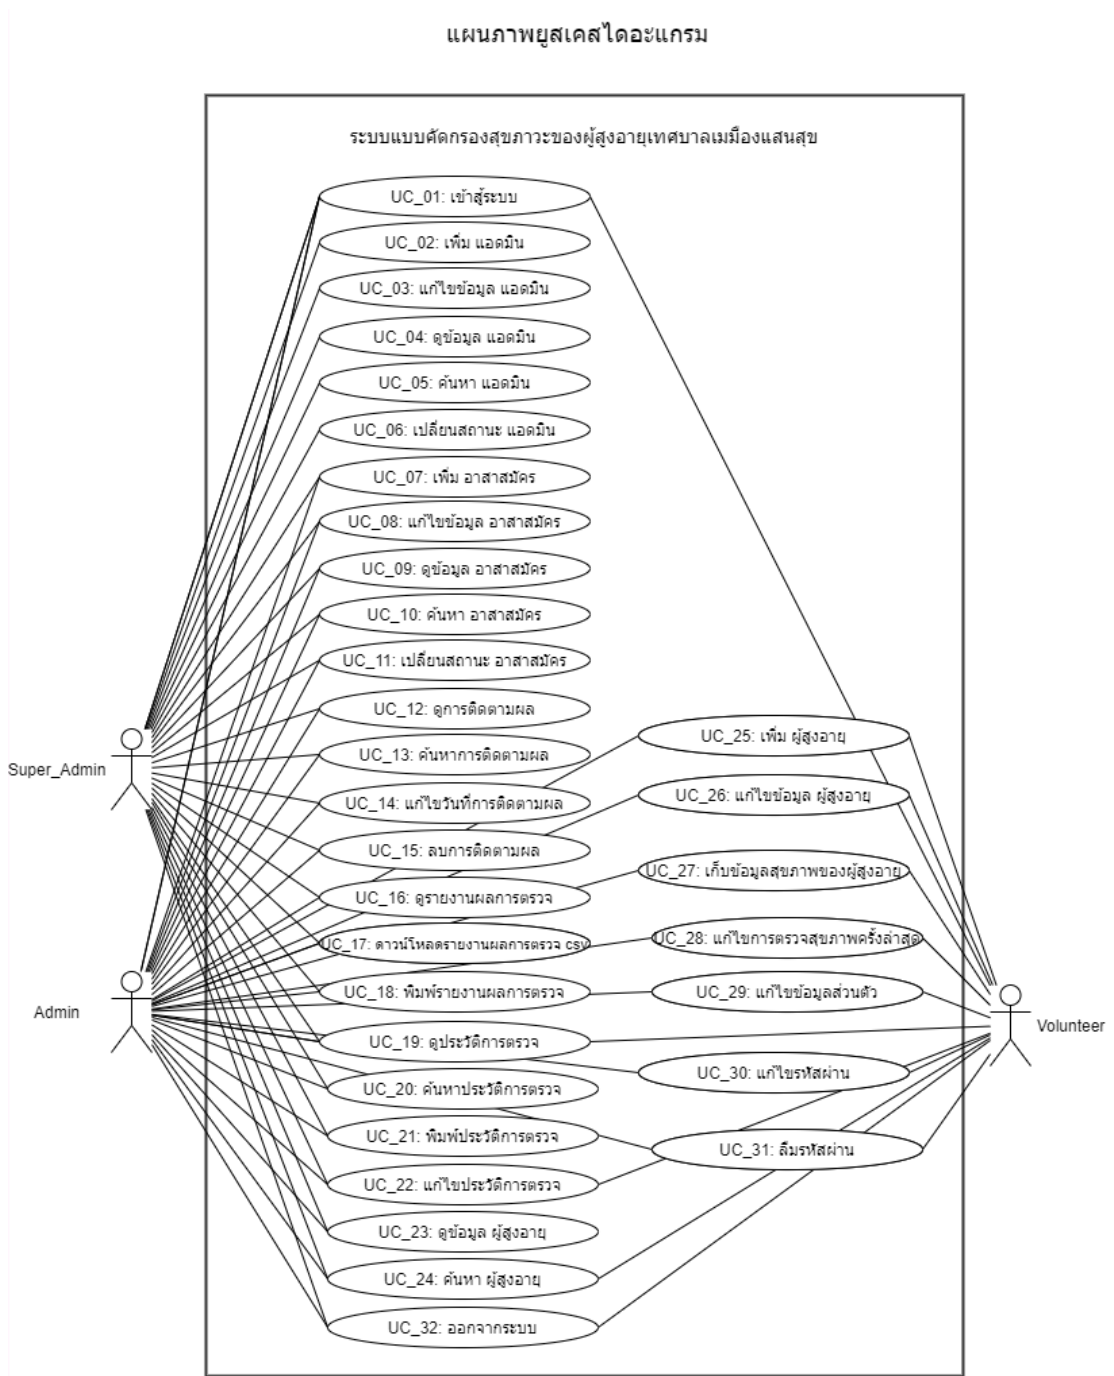 แผนภาพยูสเคสไดอะแกรม
ระบบแบบคัดกรองสุขภาวะของผู้สูงอายุเทศบาลเมมืองแสนสุข
UC_01: เข้าสู่ระบบ
UC_02: เพิ่ม แอดมิน
UC_03: แก้ไขข้อมูล แอดมิน
UC_04: ดูข้อมูล แอดมิน
UC_05: ค้นหา แอดมิน
UC_06: เปลี่ยนสถานะ แอดมิน
UC_07: เพิ่ม อาสาสมัคร
UC_08: แก้ไขข้อมูล อาสาสมัคร
UC_09: ดูข้อมูล อาสาสมัคร
UC_10: ค้นหา อาสาสมัคร
UC_11: เปลี่ยนสถานะ อาสาสมัคร
UC_12: ดูการติดตามผล
UC_13: ค้นหาการติดตามผล
UC_14: แก้ไขวันที่การติดตามผล
UC_15: ลบการติดตามผล
UC_16: ดูรายงานผลการตรวจ
UC_17: ดาวน์โหลดรายงานผลการตรวจ csv
UC_18: พิมพ์รายงานผลการตรวจ
UC_19: ดูประวัติการตรวจ
UC_20: ค้นหาประวัติการตรวจ
UC_21: พิมพ์ประวัติการตรวจ
UC_22: แก้ไขประวัติการตรวจ
UC_23: ดูข้อมูล ผู้สูงอายุ
UC_24: ค้นหา ผู้สูงอายุ
UC_32: ออกจากระบบ
UC_25: เพิ่ม ผู้สูงอายุ
UC_26: แก้ไขข้อมูล ผู้สูงอายุ
UC_27: เก็บข้อมูลสุขภาพของผู้สูงอายุ
UC_28: แก้ไขการตรวจสุขภาพครั้งล่าสุด
UC_29: แก้ไขข้อมูลส่วนตัว
UC_30: แก้ไขรหัสผ่าน
UC_31: ลืมรหัสผ่าน
Super_Admin
Admin
Volunteer